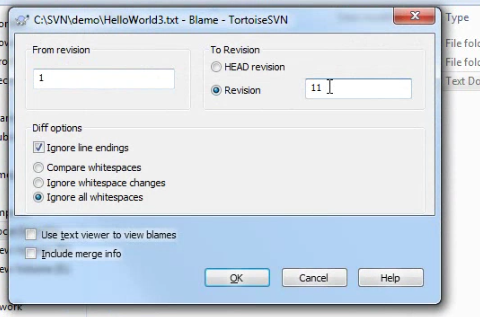 C:\SVN\demo\HelloWorld3.txt - Blame - TortoiseSVN
Type
From revision
1
To Revision
HEAD revision
Revision
11
File fold
File fold
Text Do
Diff options
Ignore line endings
Compare whitespaces
Ignore whitespace changes
Ignore all whitespaces
Use text viewer to view blames
Include merge info
OK
Cancel
Help